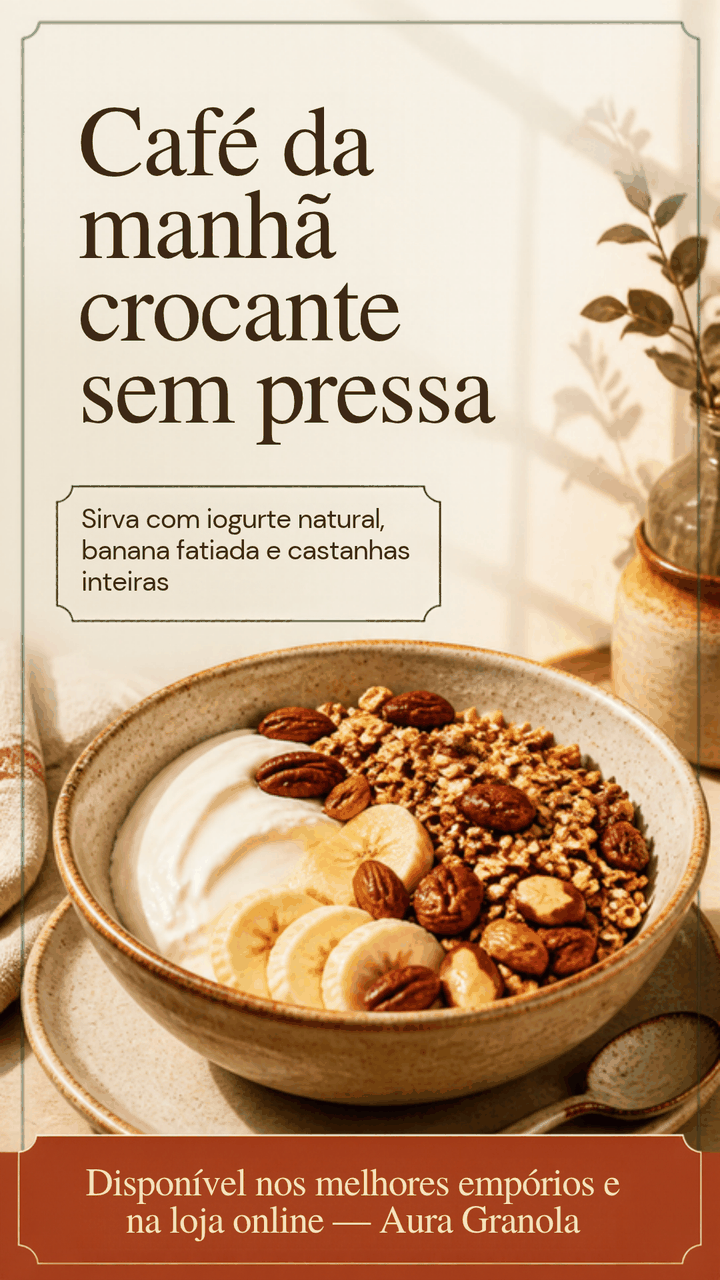 Café da
manhã
crocante
sem pressa
Sirva com iogurte natural,
banana fatiada e castanhas
inteiras
Disponível nos melhores empórios e
na loja online — Aura Granola